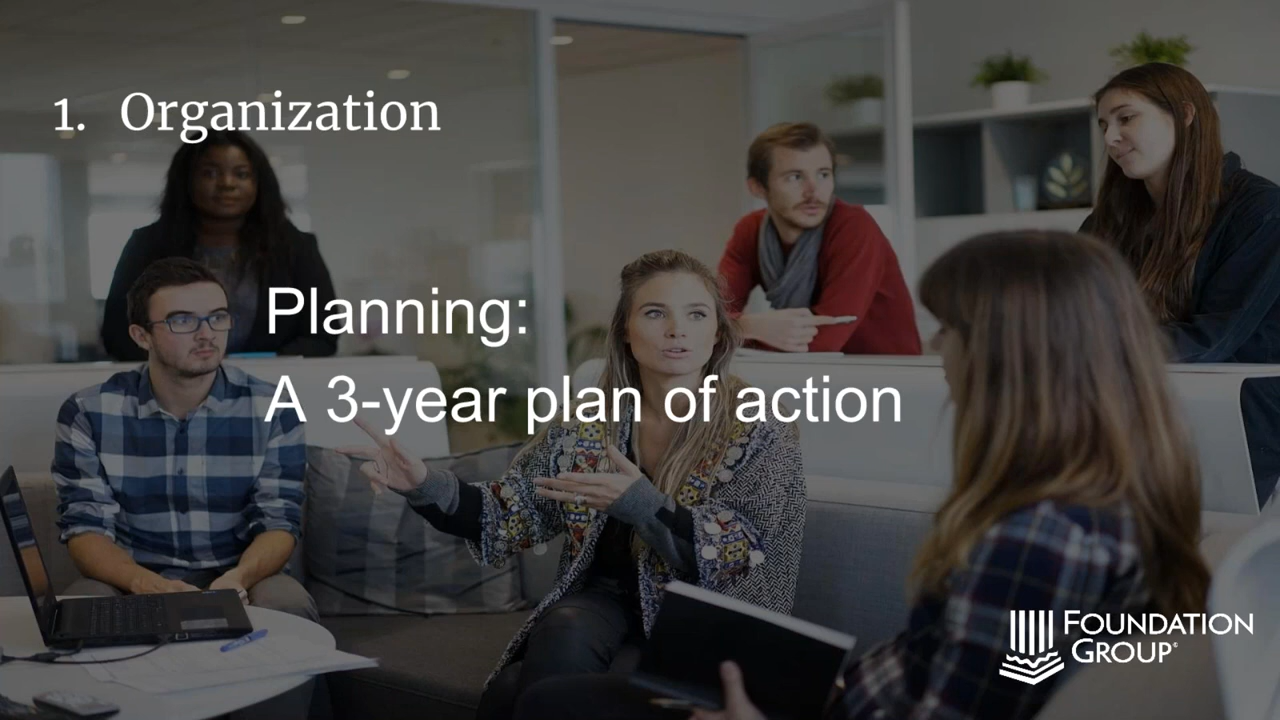 1. Organization
Planning:
A 3-year plan of action
FOUNDATION
GROUP®